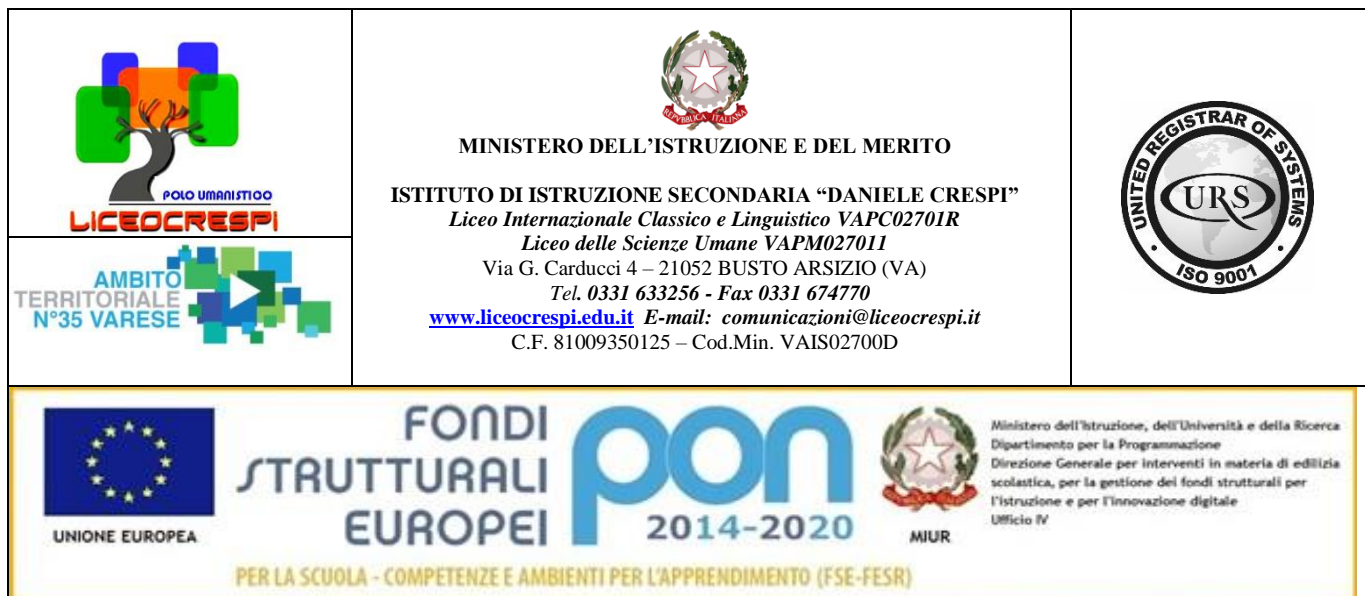 POLO UMANISTICO
LICEOCRESPI
AMBITO
TERRITORIALE
N°35 VARESE
REPVBBLICA ITALIANA
MINISTERO DELL’ISTRUZIONE E DEL MERITO
ISTITUTO DI ISTRUZIONE SECONDARIA “DANIELE CRESPI”
Liceo Internazionale Classico e Linguistico VAPC02701R
Liceo delle Scienze Umane VAPM027011
Via G. Carducci 4 – 21052 BUSTO ARSIZIO (VA)
Tel. 0331 633256 - Fax 0331 674770
www.liceocrespi.edu.it E-mail: comunicazioni@liceocrespi.it
C.F. 81009350125 – Cod.Min. VAIS02700D
UNITED REGISTRAR OF SYSTEMS
URS
ISO 9001
UNIONE EUROPEA
FONDI
STRUTTURALI
EUROPEI
pon
2014-2020
MIUR
Ministero dell'Istruzione, dell'Università e della Ricerca
Dipartimento per la Programmazione
Direzione Generale per interventi in materia di edilizia
scolastica, per la gestione dei fondi strutturali per
l'istruzione e per l'innovazione digitale
Ufficio IV
PER LA SCUOLA - COMPETENZE E AMBIENTI PER L'APPRENDIMENTO (FSE-FESR)